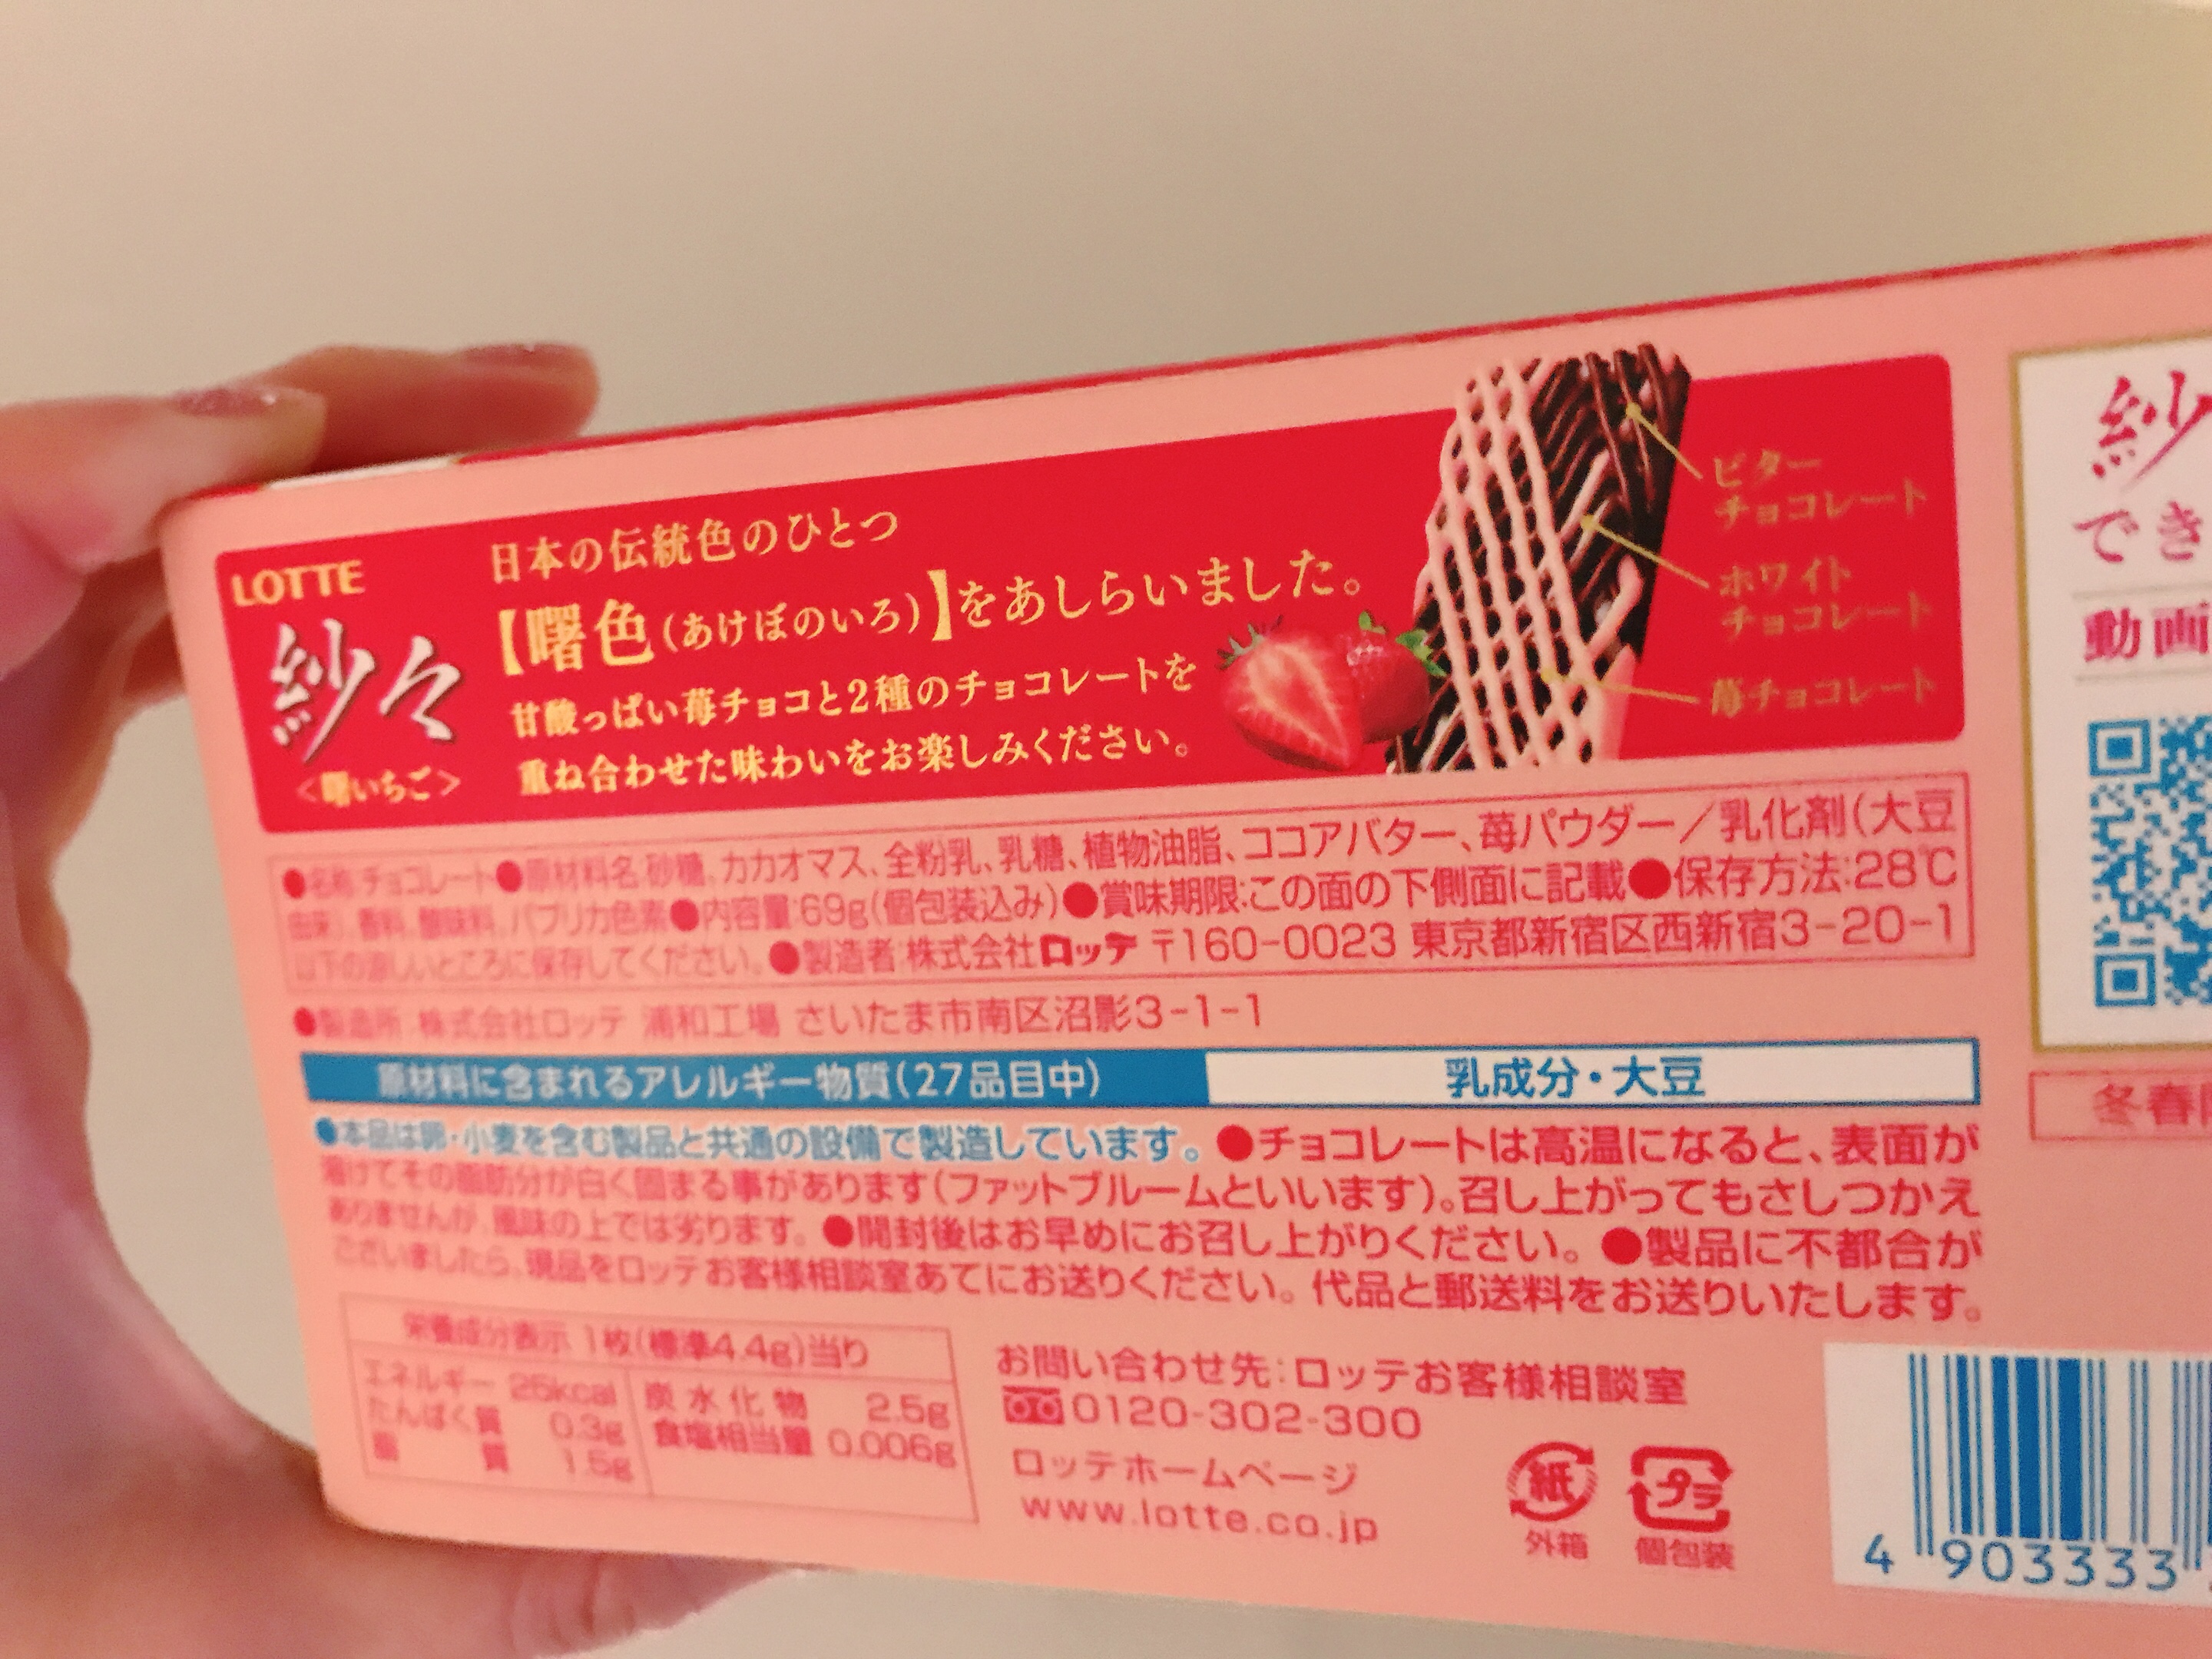 LOTTE
紗々
<曙いちご>
日本の伝統色のひとつ
【曙色(あけぼのいろ)】をあしらいました。
甘酸っぱい苺チョコと2種のチョコレートを
重ね合わせた味わいをお楽しみください。
ビター
チョコレート
ホワイト
チョコレート
苺チョコレート
●名称:チョコレート●原材料名:砂糖、カカオマス、全粉乳、乳糖、植物油脂、ココアバター、苺パウダー/乳化剤(大豆
由来)、香料、酸味料、パプリカ色素●内容量:69g(個包装込み)●賞味期限:この面の下側面に記載●保存方法:28℃
以下の涼しいところに保存してください。●製造者:株式会社ロッテ 〒160-0023 東京都新宿区西新宿3-20-1
●製造所:株式会社ロッテ 浦和工場 さいたま市南区沼影3-1-1
原材料に含まれるアレルギー物質(27品目中) 乳成分・大豆
●本品は卵・小麦を含む製品と共通の設備で製造しています。●チョコレートは高温になると、表面が
溶けてその脂肪分が白く固まる事があります(ファットブルームといいます)。召し上がってもさしつかえ
ありませんが、風味の上では劣ります。●開封後はお早めにお召し上がりください。●製品に不都合が
ございましたら、現品をロッテお客様相談室あてにお送りください。代品と郵送料をお送りいたします。
栄養成分表示 1枚(標準4.4g)当り
エネルギー 25kcal 炭水化物 2.5g
たんぱく質 0.3g 食塩相当量 0.006g
脂質 1.5g
お問い合わせ先:ロッテお客様相談室
0120-302-300
ロッテホームページ
www.lotte.co.jp
紙
外箱
プラ
個包装
紗
でき
動画
冬春
4 903333